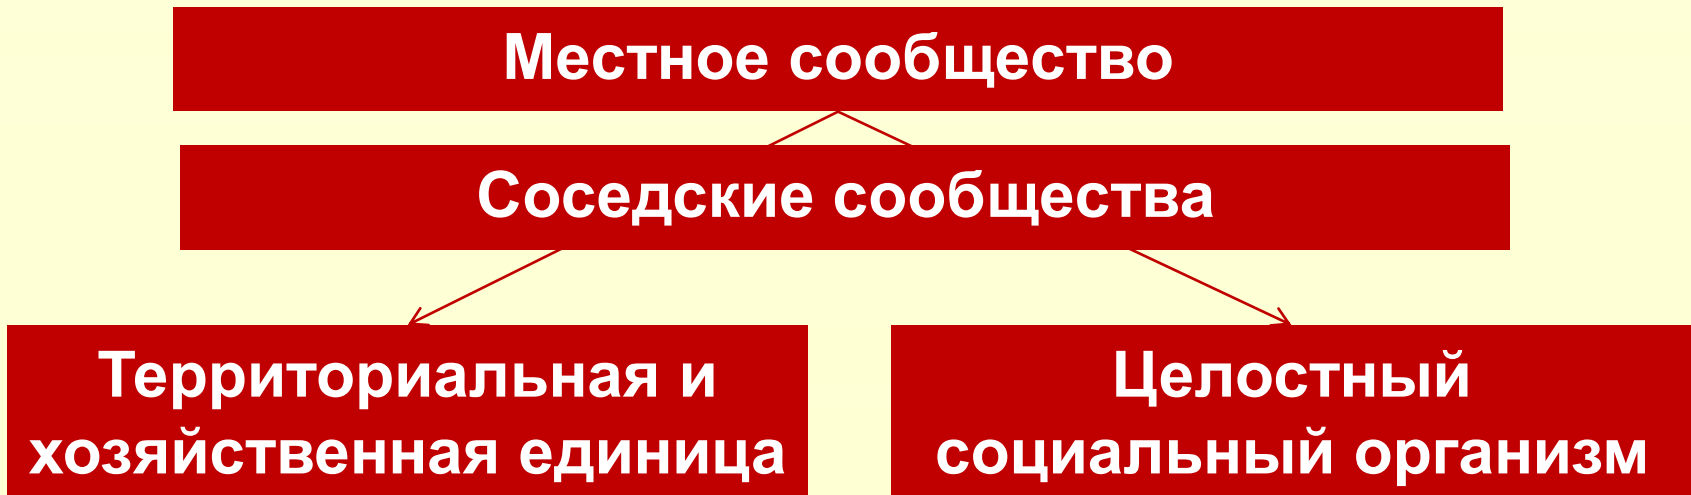 Местное сообщество
Соседские сообщества
Территориальная и
хозяйственная единица
Целостный
социальный организм